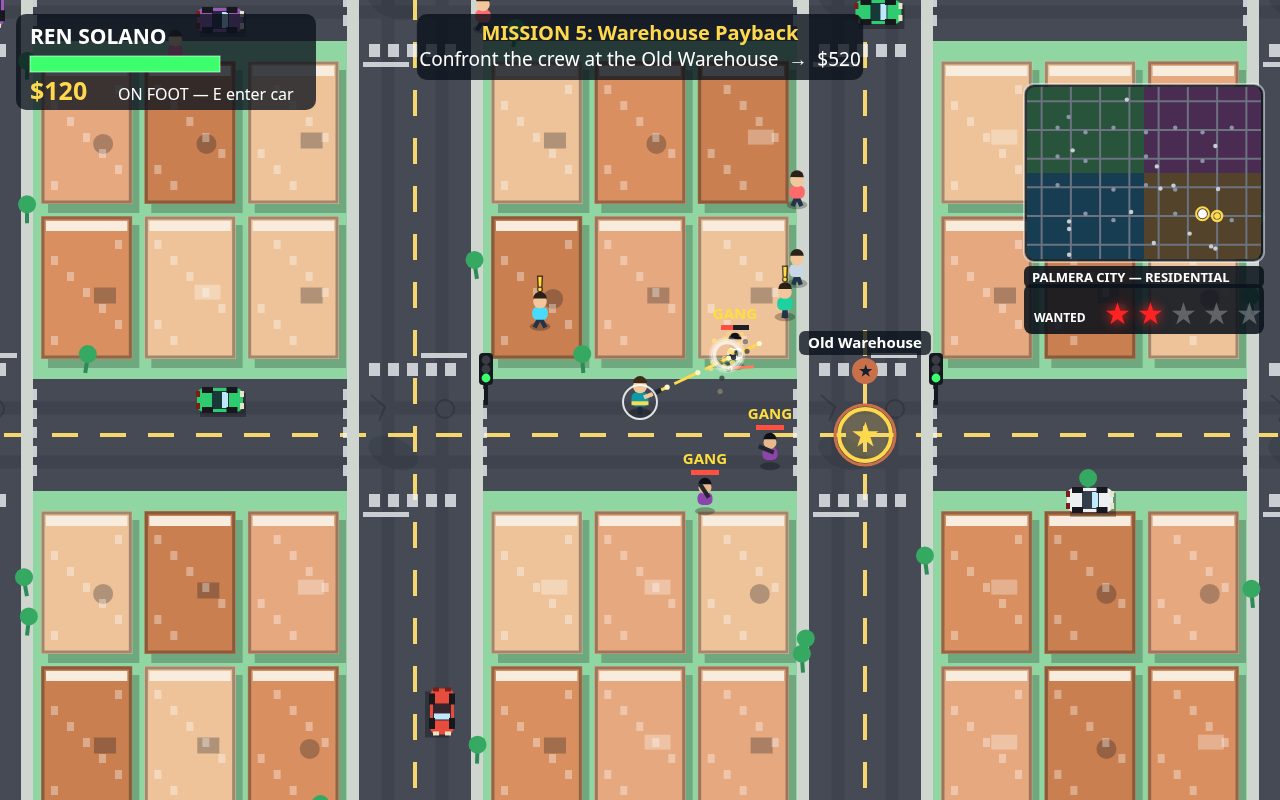 REN SOLANO
$120 ON FOOT — E enter car
MISSION 5: Warehouse Payback
Confront the crew at the Old Warehouse → $520
PALMERA CITY — RESIDENTIAL
WANTED
!
!
GANG
Old Warehouse
GANG
GANG